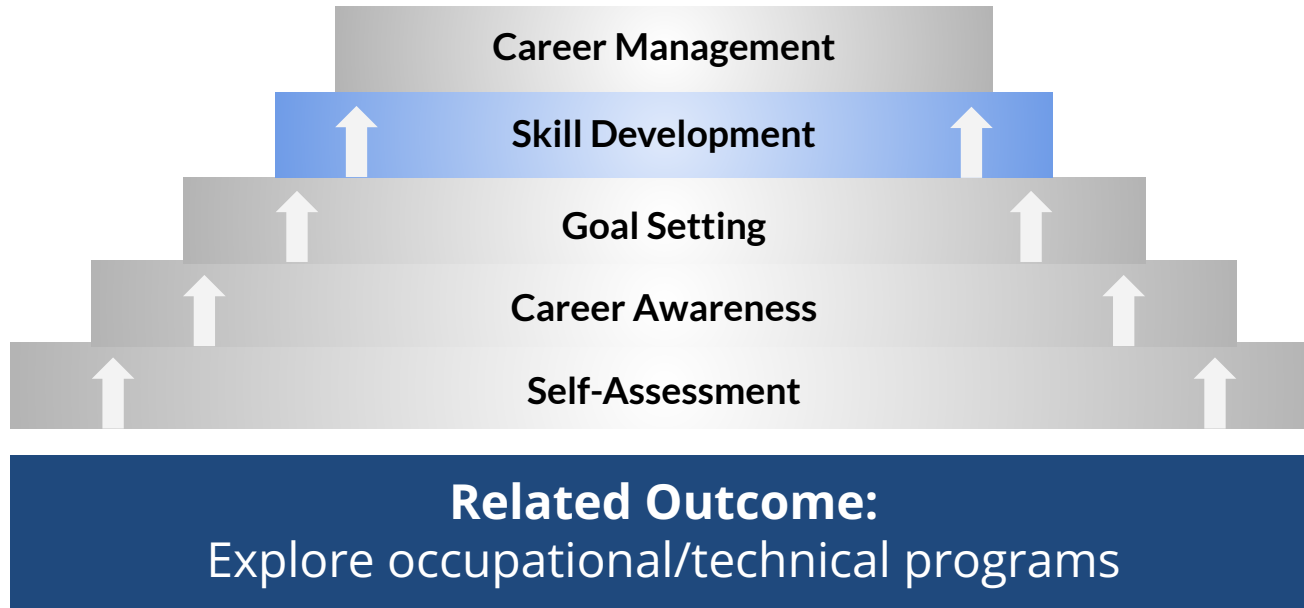 Career Management
Skill Development
Goal Setting
Career Awareness
Self-Assessment
Related Outcome:
Explore occupational/technical programs